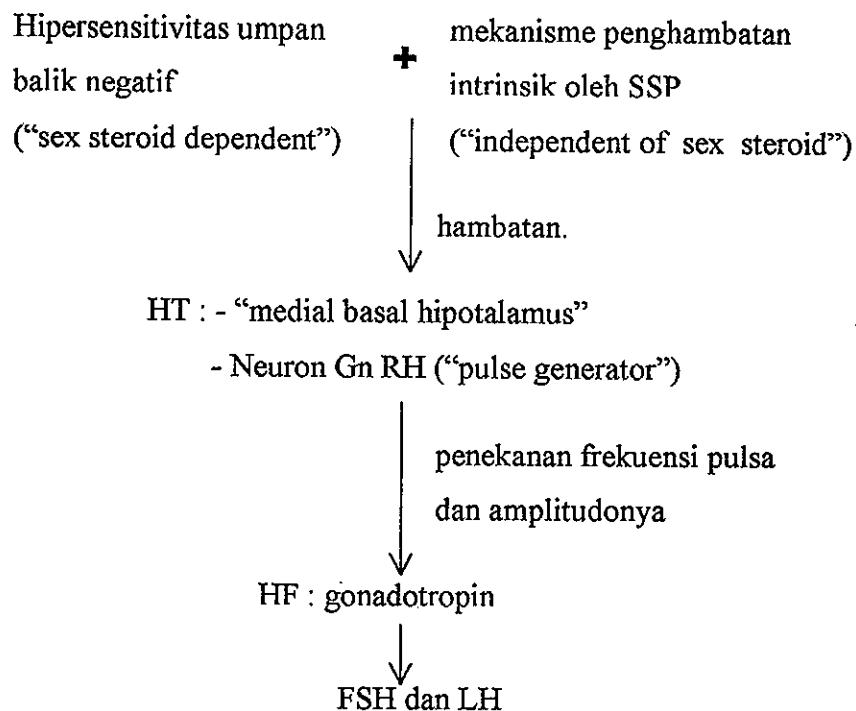 Hipersensitivitas umpan
balik negatif
(“sex steroid dependent”)
+
mekanisme penghambatan
intrinsik oleh SSP
(“independent of sex steroid”)
hambatan.
HT : - “medial basal hipotalamus”
- Neuron Gn RH (“pulse generator”)
penekanan frekuensi pulsa
dan amplitudonya
HF : gonadotropin
FSH dan LH